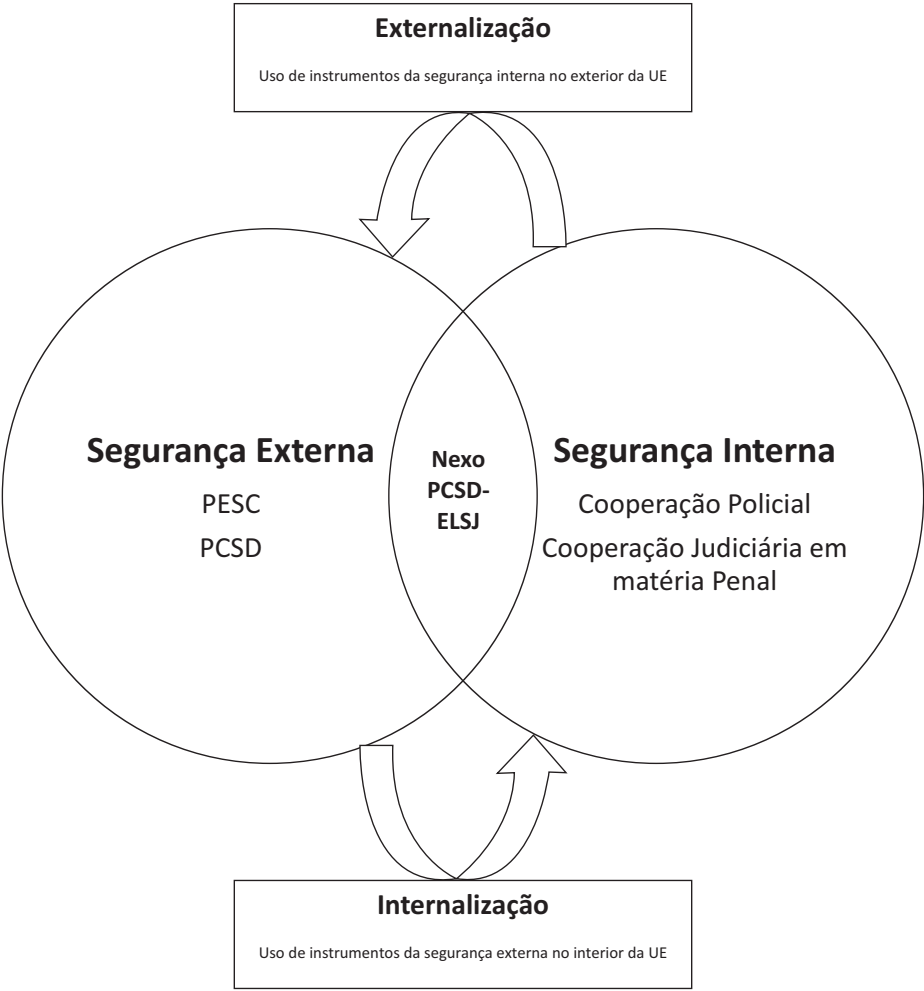 Externalização
Uso de instrumentos da segurança interna no exterior da UE
Segurança Externa
PESC
PCSD
Nexo
PCSD-
ELSJ
Segurança Interna
Cooperação Policial
Cooperação Judiciária em
matéria Penal
Internalização
Uso de instrumentos da segurança externa no interior da UE